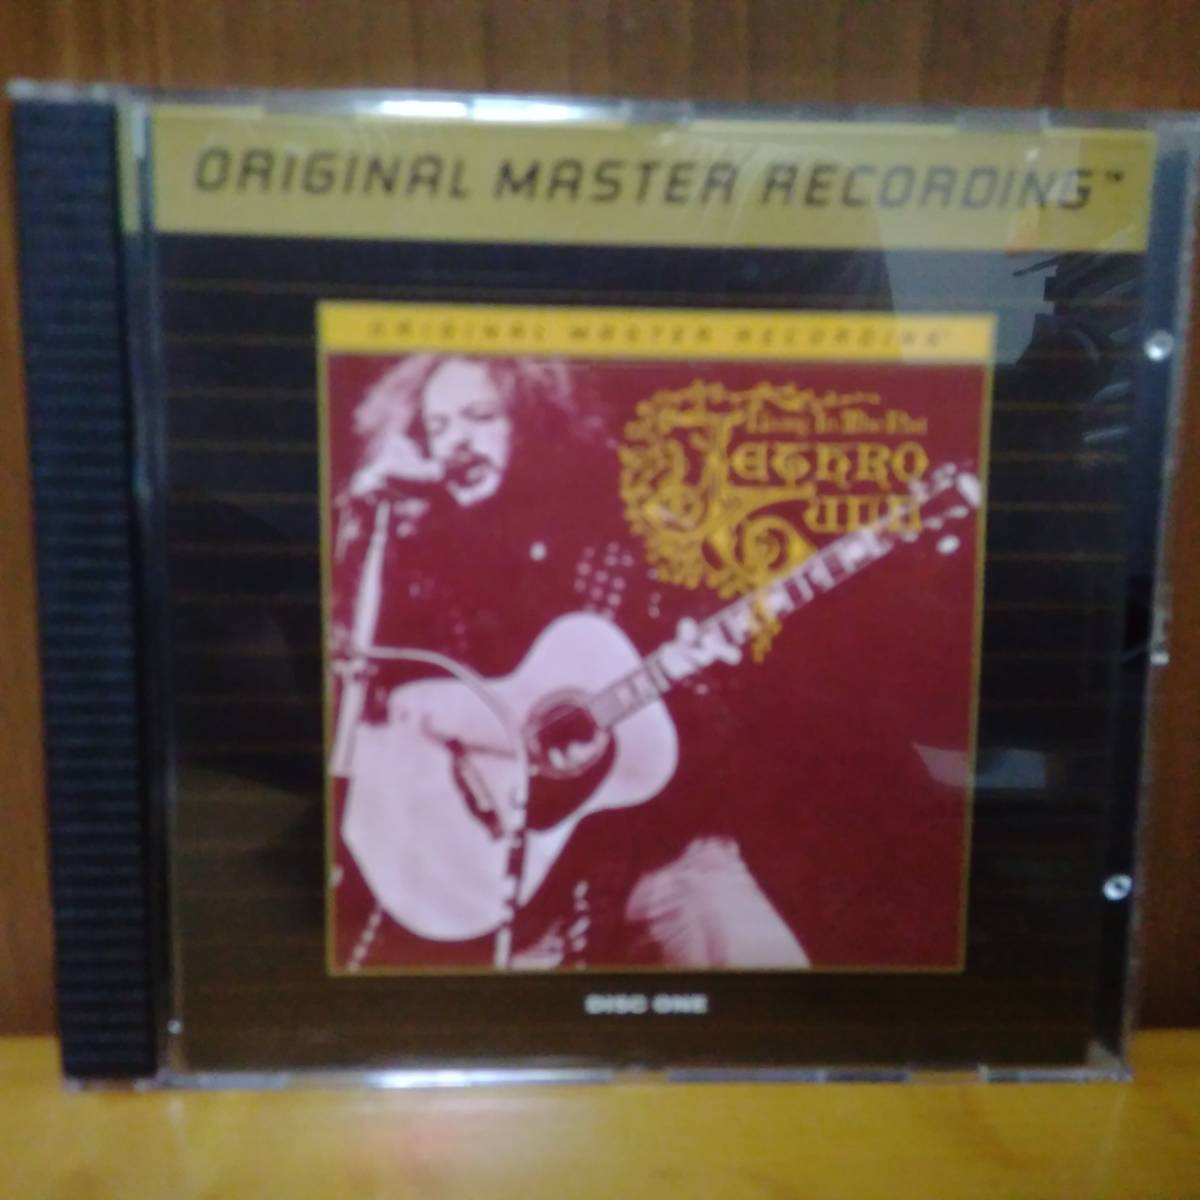 ORIGINAL MASTER RECORDING™
ORIGINAL MASTER RECORDING
Living In The Past
JETHRO
TULL
DISC ONE